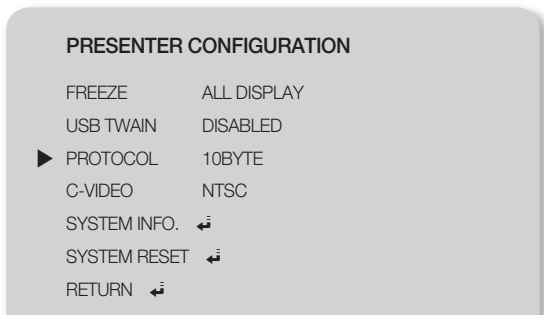 PRESENTER CONFIGURATION
FREEZE ALL DISPLAY
USB TWAIN DISABLED
PROTOCOL 10BYTE
C-VIDEO NTSC
SYSTEM INFO.
SYSTEM RESET
RETURN